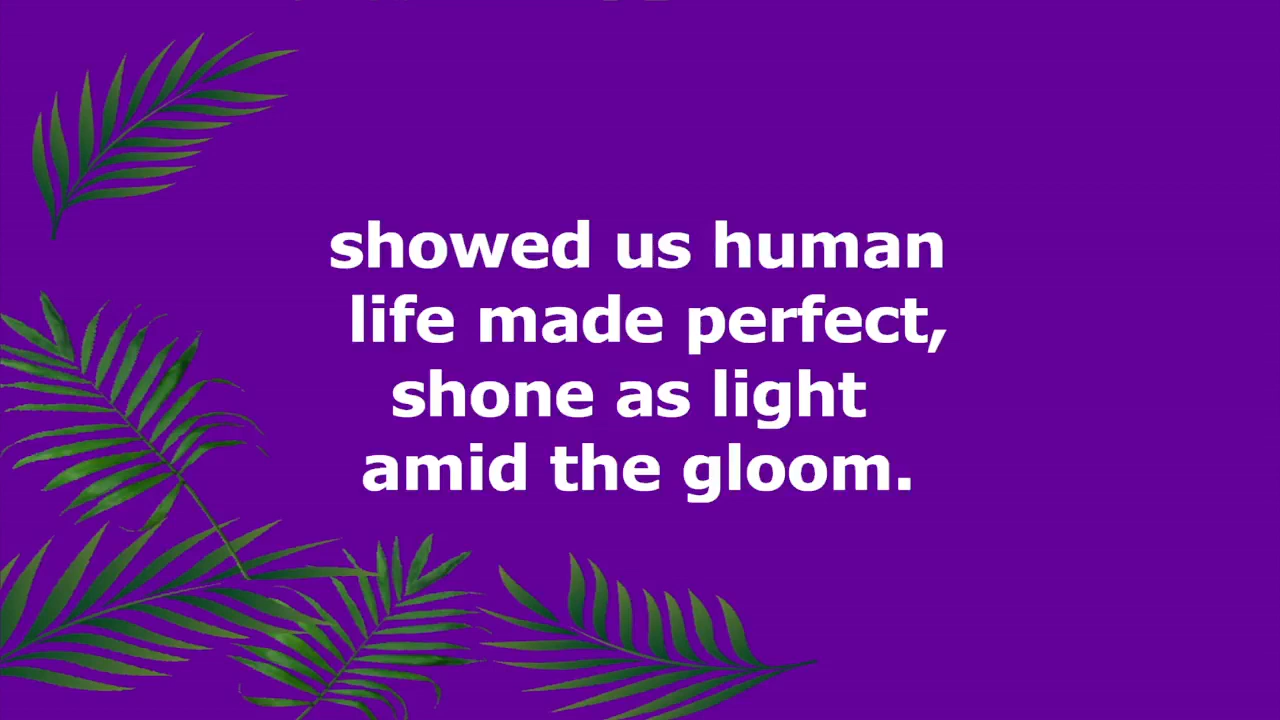 showed us human
life made perfect,
shone as light
amid the gloom.